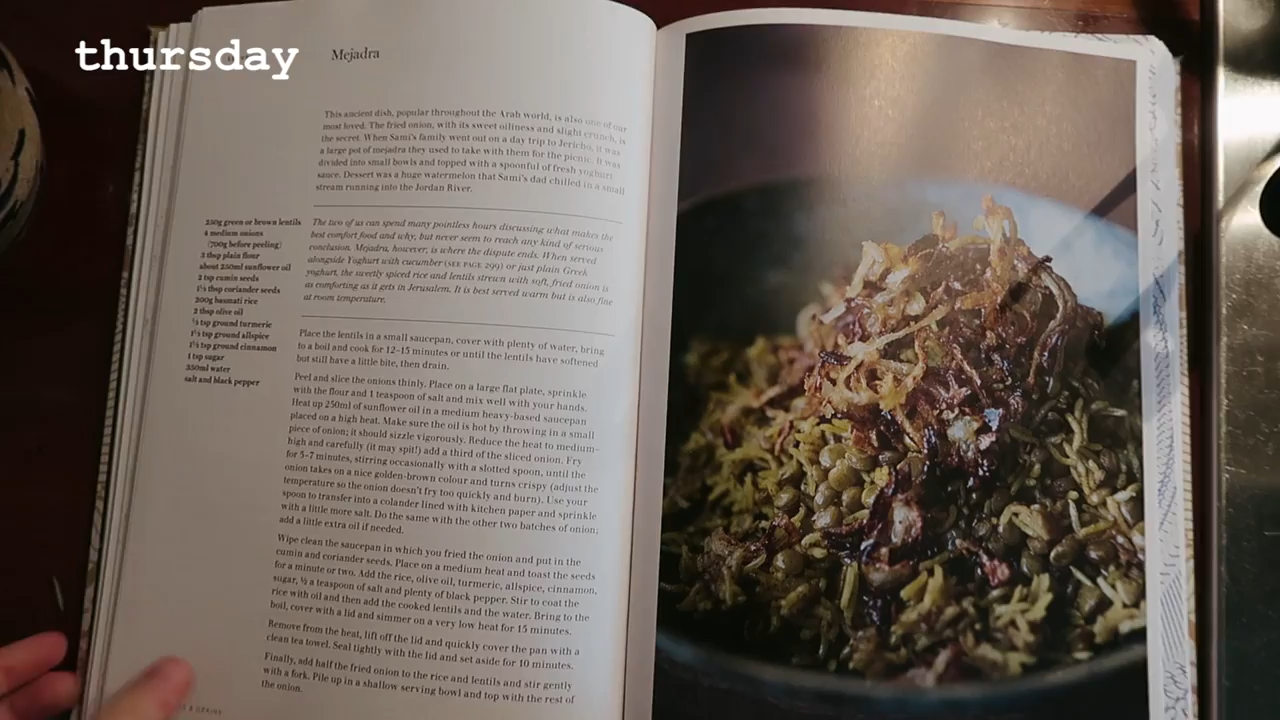 thursday
Mejadra
This ancient dish, popular throughout the Arab world, is also one of our
most loved. The fried onion, with its sweet oiliness and slight crunch, is
the secret. When Sami's family went out on a day trip to Jericho, it was
a large pot of mejadra they used to take with them for the picnic. It was
divided into small bowls and topped with a spoonful of fresh yoghurt
sauce. Dessert was a huge watermelon that Sami's dad chilled in a small
stream running into the Jordan River.
250g green or brown lentils
4 medium onions
(700g before peeling)
3 tbsp plain flour
about 250ml sunflower oil
2 tsp cumin seeds
1½ tbsp coriander seeds
200g basmati rice
2 tbsp olive oil
½ tsp ground turmeric
1½ tsp ground allspice
1½ tsp ground cinnamon
1 tsp sugar
350ml water
salt and black pepper
The two of us can spend many pointless hours discussing what makes the
best comfort food and why, but never seem to reach any kind of serious
conclusion. Mejadra, however, is where the dispute ends. When served
alongside Yoghurt with cucumber (SEE PAGE 299) or just plain Greek
yoghurt, the sweetly spiced rice and lentils strewn with soft, fried onion is
as comforting as it gets in Jerusalem. It is best served warm but is also fine
at room temperature.
Place the lentils in a small saucepan, cover with plenty of water, bring
to a boil and cook for 12–15 minutes or until the lentils have softened
but still have a little bite, then drain.
Peel and slice the onions thinly. Place on a large flat plate, sprinkle
with the flour and 1 teaspoon of salt and mix well with your hands.
Heat up 250ml of sunflower oil in a medium heavy-based saucepan
placed on a high heat. Make sure the oil is hot by throwing in a small
piece of onion; it should sizzle vigorously. Reduce the heat to medium-
high and carefully (it may spit!) add a third of the sliced onion. Fry
for 5-7 minutes, stirring occasionally with a slotted spoon, until the
onion takes on a nice golden-brown colour and turns crispy (adjust the
temperature so the onion doesn't fry too quickly and burn). Use your
spoon to transfer into a colander lined with kitchen paper and sprinkle
with a little more salt. Do the same with the other two batches of onion;
add a little extra oil if needed.
Wipe clean the saucepan in which you fried the onion and put in the
cumin and coriander seeds. Place on a medium heat and toast the seeds
for a minute or two. Add the rice, olive oil, turmeric, allspice, cinnamon,
sugar, ½ a teaspoon of salt and plenty of black pepper. Stir to coat the
rice with oil and then add the cooked lentils and the water. Bring to the
boil, cover with a lid and simmer on a very low heat for 15 minutes.
Remove from the heat, lift off the lid and quickly cover the pan with a
clean tea towel. Seal tightly with the lid and set aside for 10 minutes.
Finally, add half the fried onion to the rice and lentils and stir gently
with a fork. Pile up in a shallow serving bowl and top with the rest of
the onion.